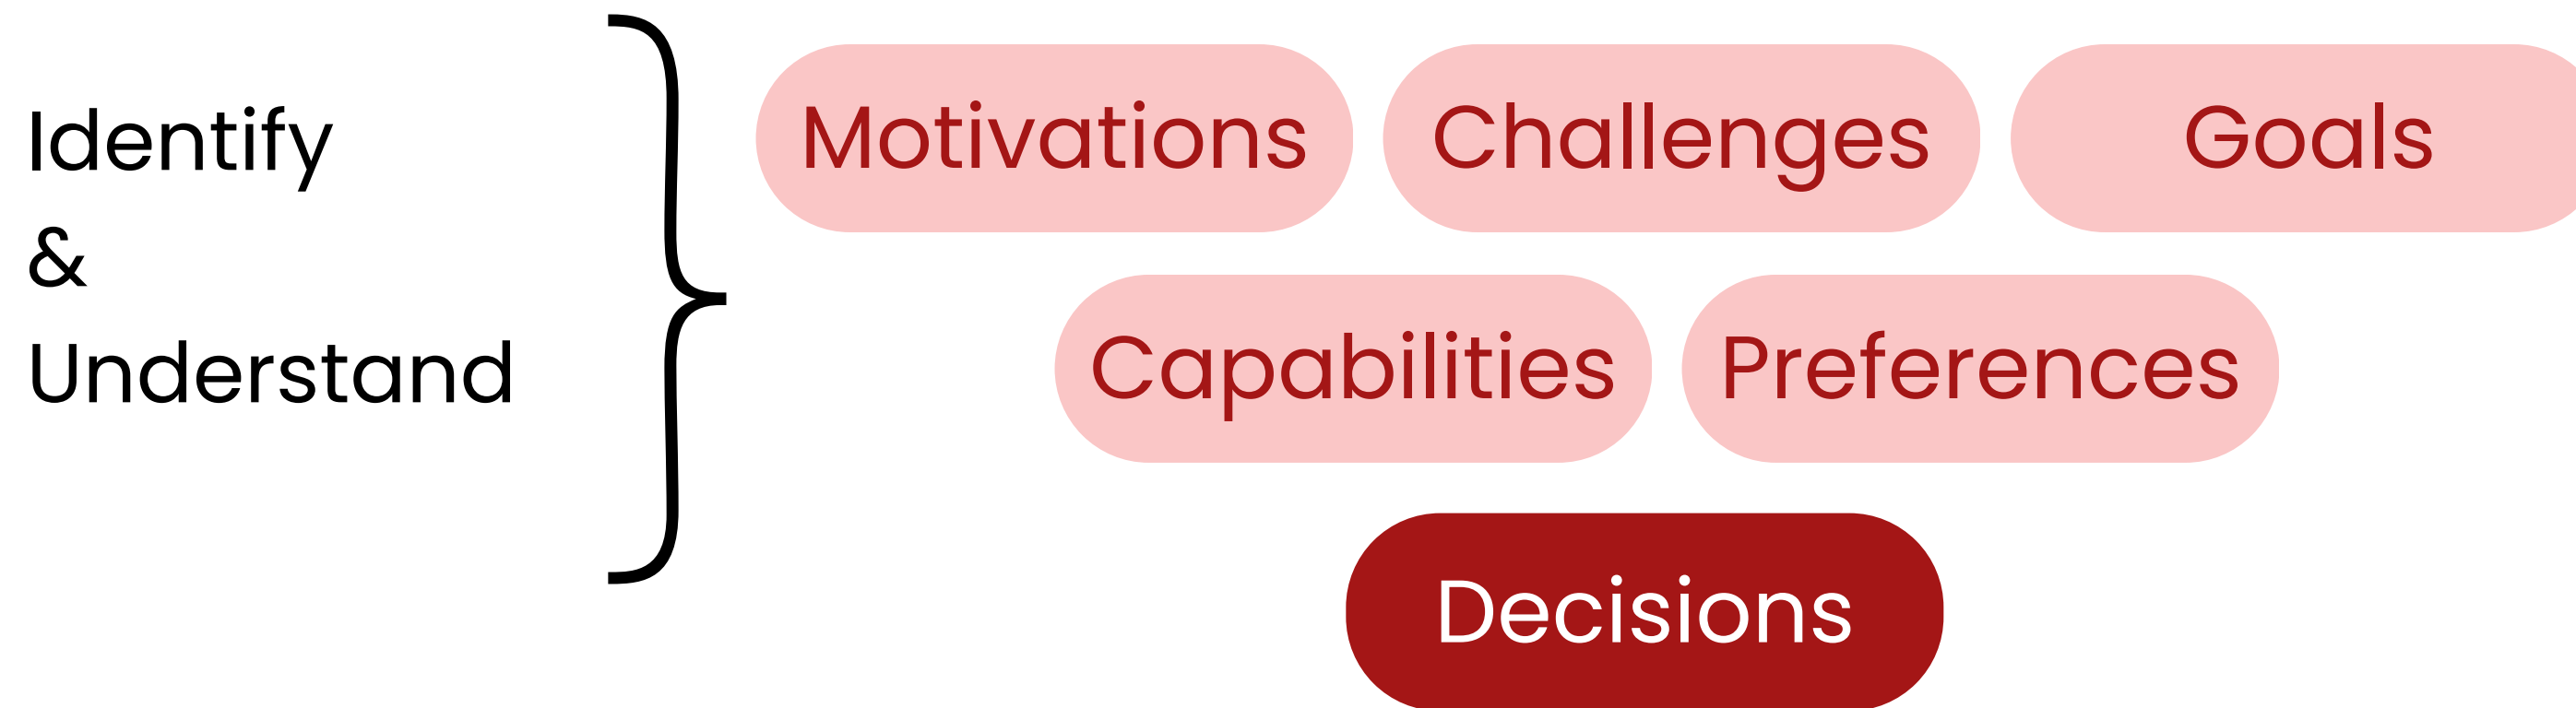 Identify
&
Understand
Motivations Challenges Goals
Capabilities Preferences
Decisions